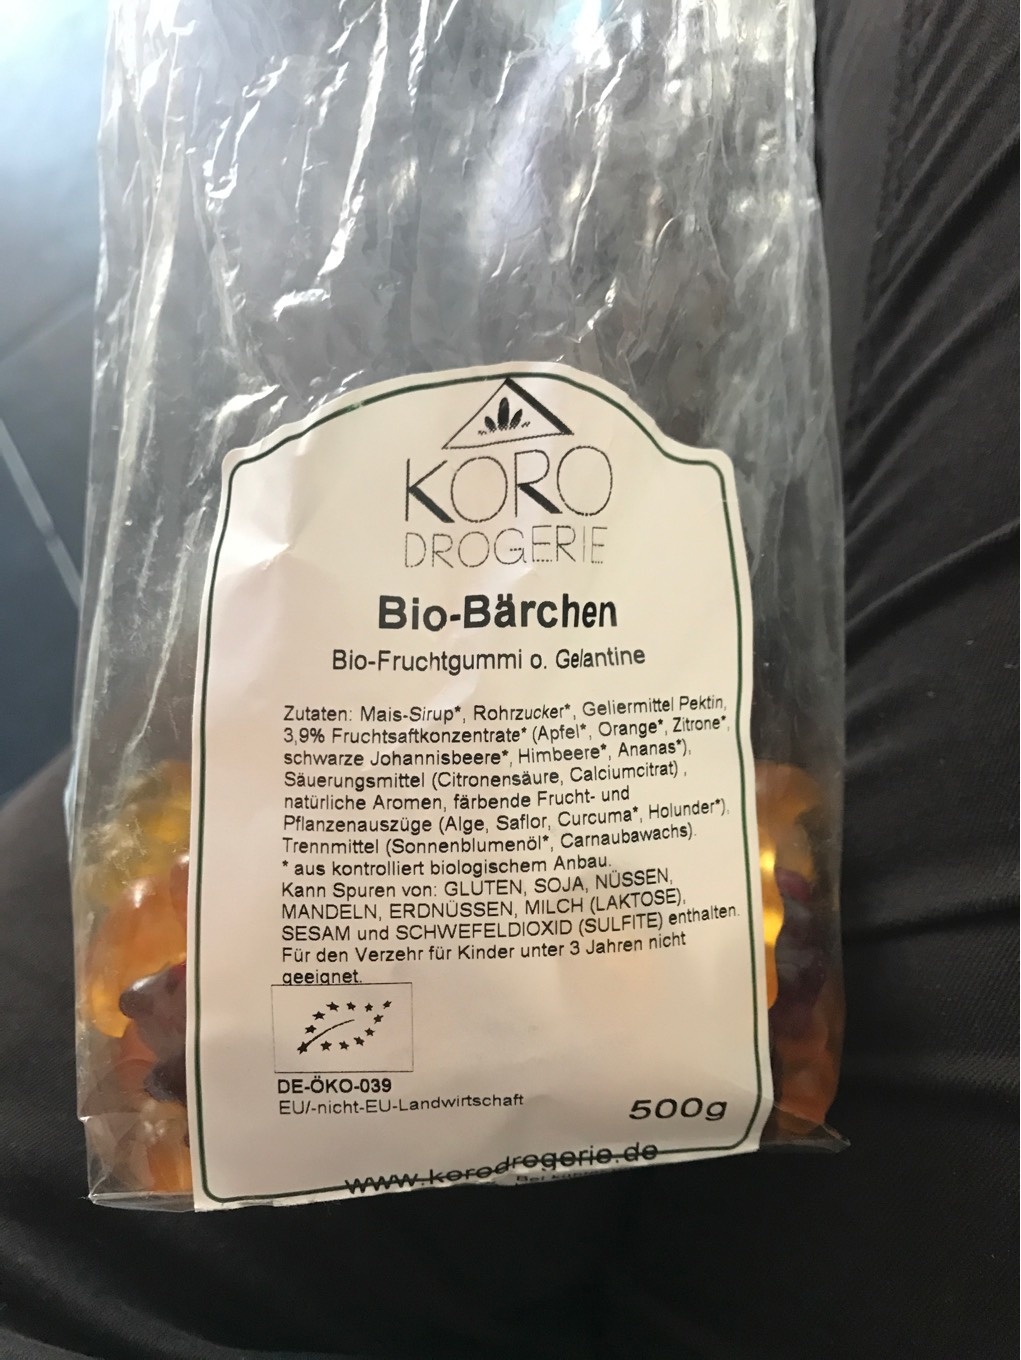 KORO
DROGERIE
Bio-Bärchen
Bio-Fruchtgummi o. Gelantine
Zutaten: Mais-Sirup*, Rohrzucker*, Geliermittel Pektin,
3,9% Fruchtsaftkonzentrate* (Apfel*, Orange*, Zitrone*,
schwarze Johannisbeere*, Himbeere*, Ananas*),
Säuerungsmittel (Citronensäure, Calciumcitrat),
natürliche Aromen, färbende Frucht- und
Pflanzenauszüge (Alge, Saflor, Curcuma*, Holunder*),
Trennmittel (Sonnenblumenöl*, Carnaubawachs).
* aus kontrolliert biologischem Anbau.
Kann Spuren von: GLUTEN, SOJA, NÜSSEN,
MANDELN, ERDNÜSSEN, MILCH (LAKTOSE),
SESAM und SCHWEFELDIOXID (SULFITE) enthalten.
Für den Verzehr für Kinder unter 3 Jahren nicht
geeignet.
DE-ÖKO-039
EU/-nicht-EU-Landwirtschaft
500g
www.korodrogerie.de